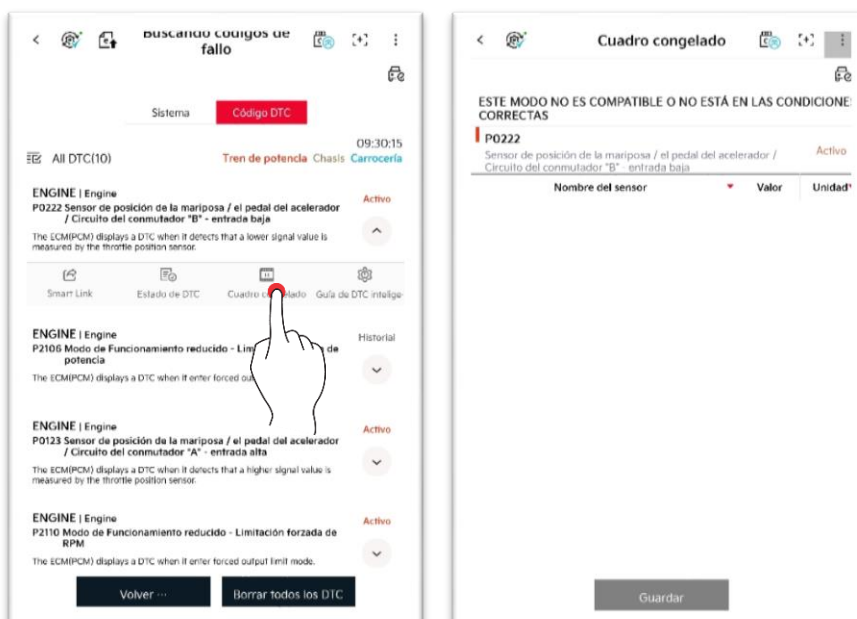 Buscando códigos de
fallo
Sistema
Código DTC
09:30:15
All DTC(10)
Tren de potencia Chasis Carrocería
ENGINE | Engine
P0222 Sensor de posición de la mariposa / el pedal del acelerador
/ Circuito del conmutador "B" - entrada baja
Activo
The ECM(PCM) displays a DTC when it detects that a lower signal value is
measured by the throttle position sensor.
Smart Link
Estado de DTC
Cuadro congelado
Guía de DTC intelige
ENGINE | Engine
P2106 Modo de Funcionamiento reducido - de
potencia
Historial
The ECM(PCM) displays a DTC when it enter forced
ENGINE | Engine
P0123 Sensor de posición de la mariposa / el pedal del acelerador
/ Circuito del conmutador "A" - entrada alta
Activo
The ECM(PCM) displays a DTC when it detects that a higher signal value is
measured by the throttle position sensor.
ENGINE | Engine
P2110 Modo de Funcionamiento reducido - Limitación forzada de
RPM
Activo
The ECM(PCM) displays a DTC when it enter forced output limit mode.
Volver ...
Borrar todos los DTC
Cuadro congelado
ESTE MODO NO ES COMPATIBLE O NO ESTÁ EN LAS CONDICIONE
CORRECTAS
P0222
Sensor de posición de la mariposa / el pedal del acelerador /
Circuito del conmutador "B" - entrada baja
Activo
Nombre del sensor
Valor
Unidad
Guardar